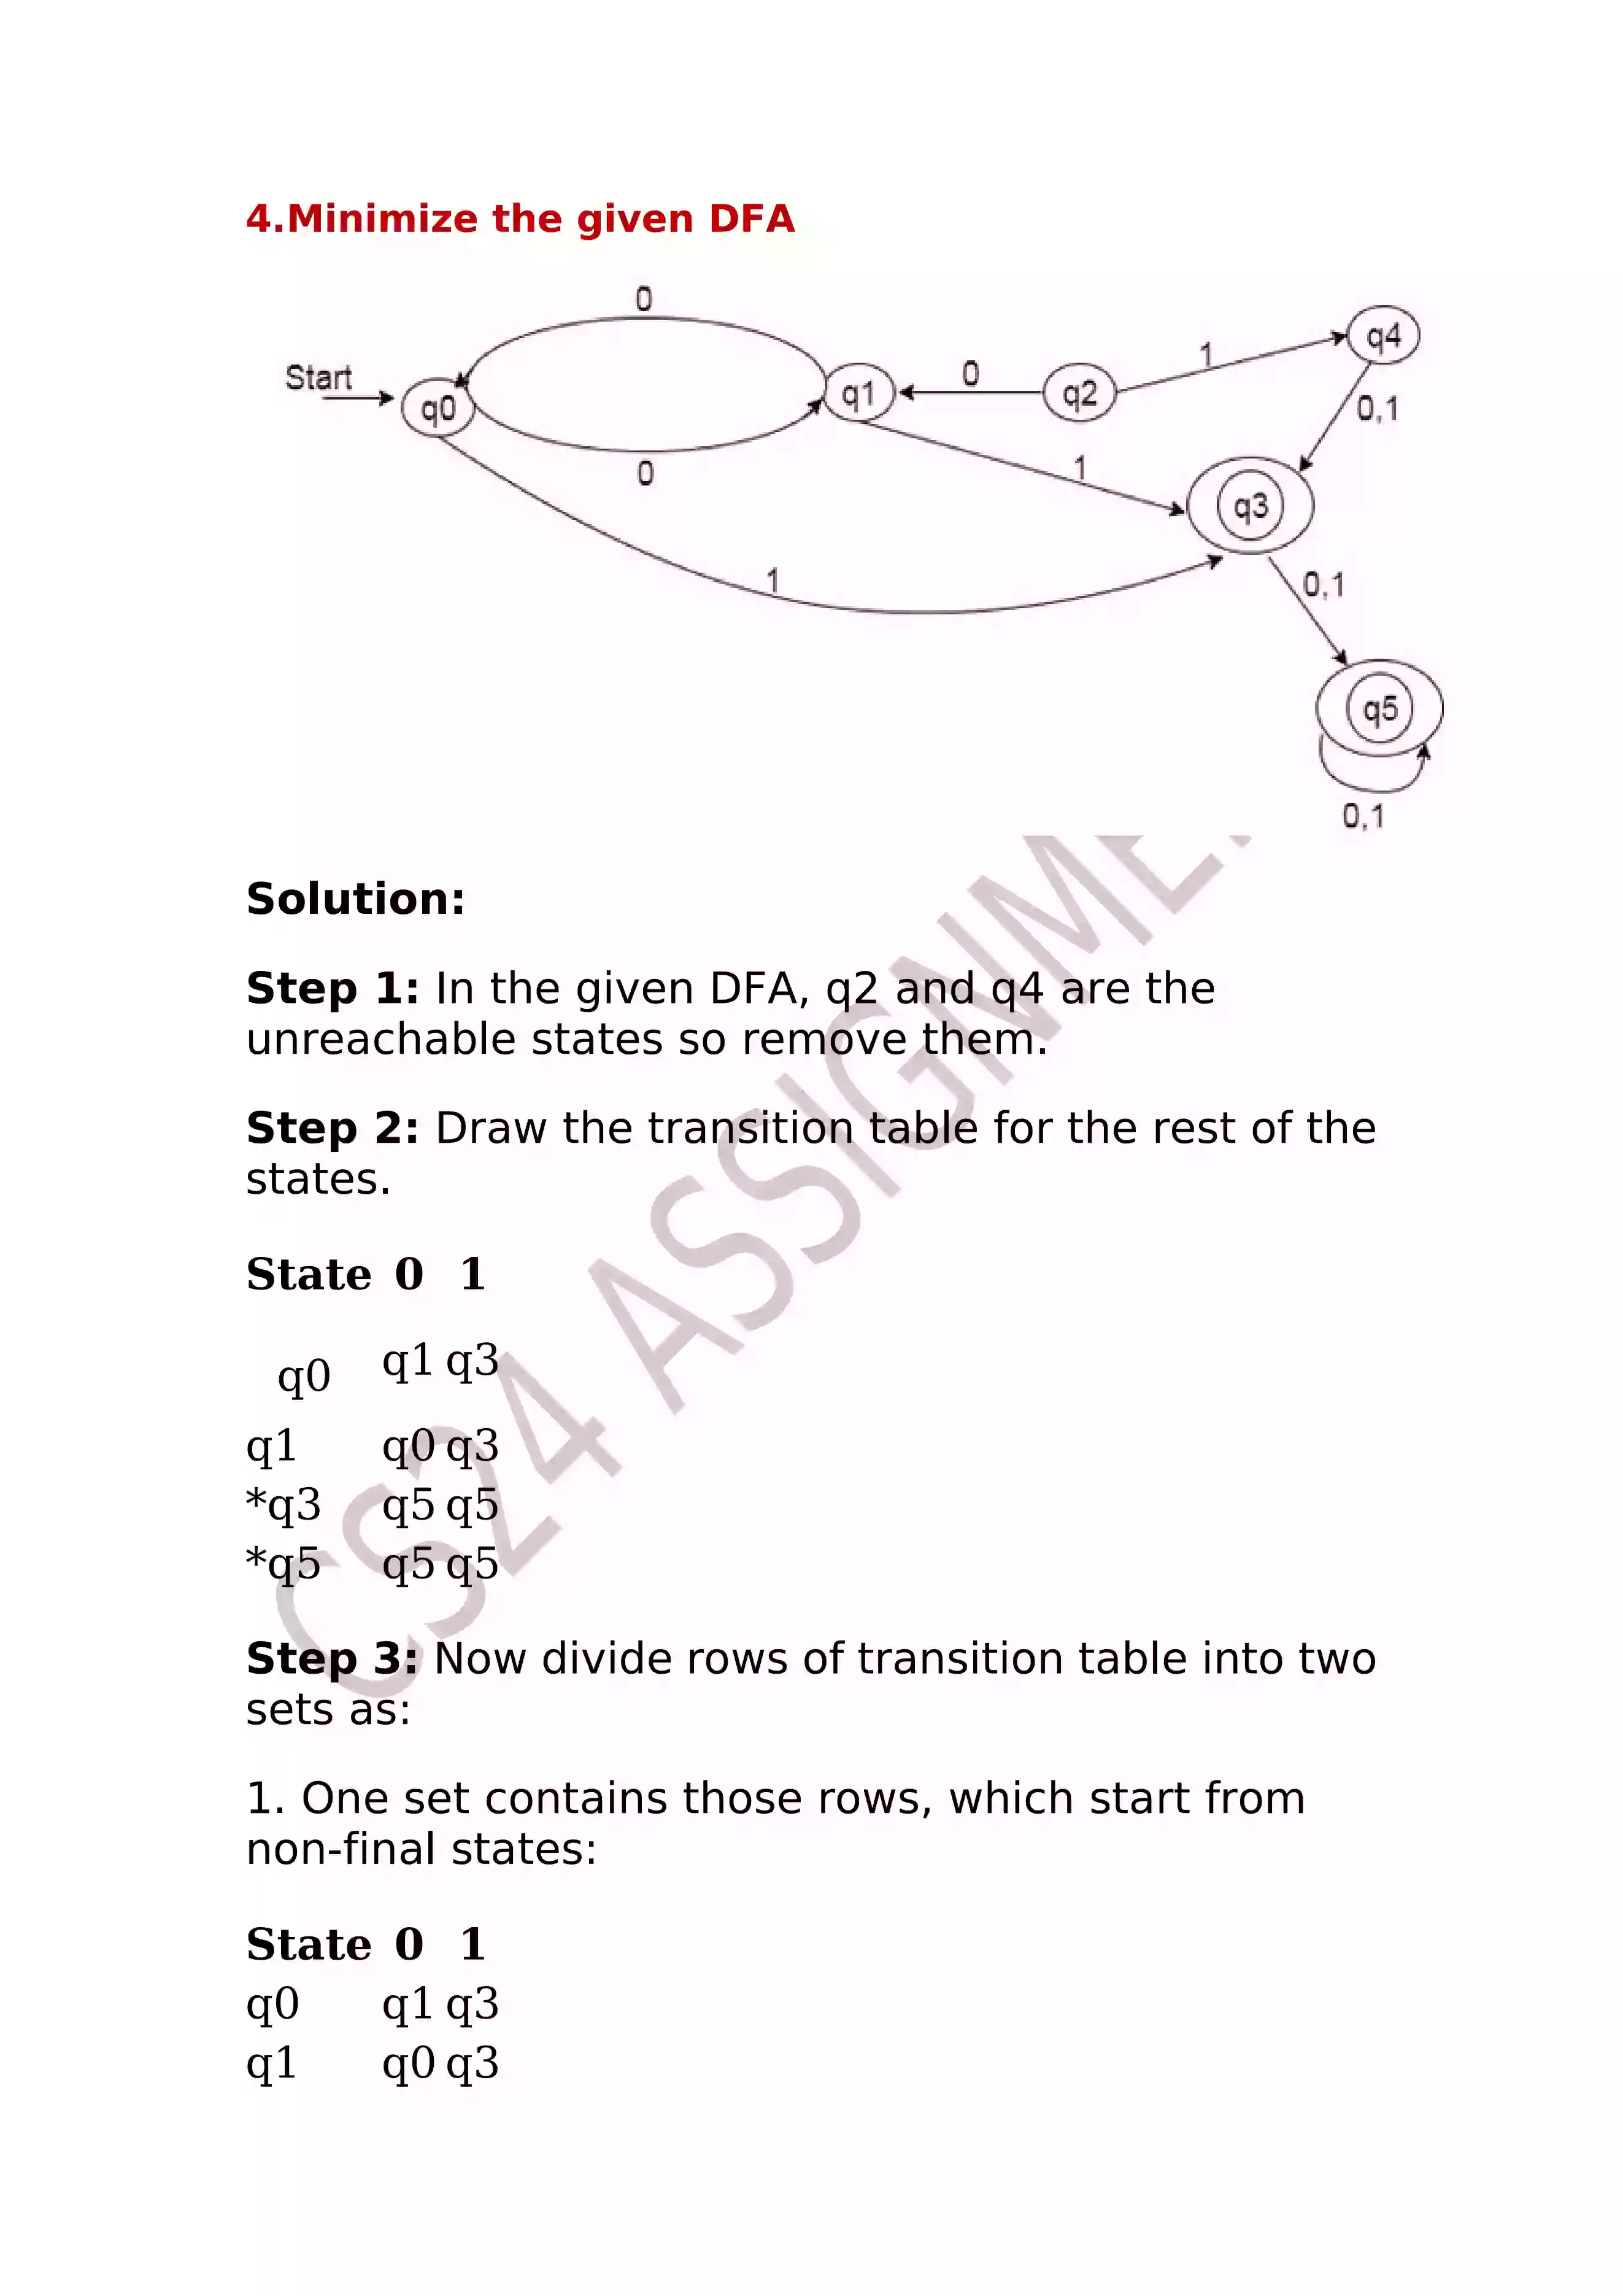 4.Minimize the given DFA
0
q4
1
Start
0
q1
q2
q0
0,1
0
1
q3
1
0,1
q5
0,1
Solution:
Step 1: In the given DFA, q2 and q4 are the
unreachable states so remove them.
Step 2: Draw the transition table for the rest of the
states.
State 0 1
q0 q1 q3
q1 q0 q3
*q3 q5 q5
*q5 q5 q5
Step 3: Now divide rows of transition table into two
sets as:
1. One set contains those rows, which start from
non-final states:
State 0 1
q0 q1 q3
q1 q0 q3